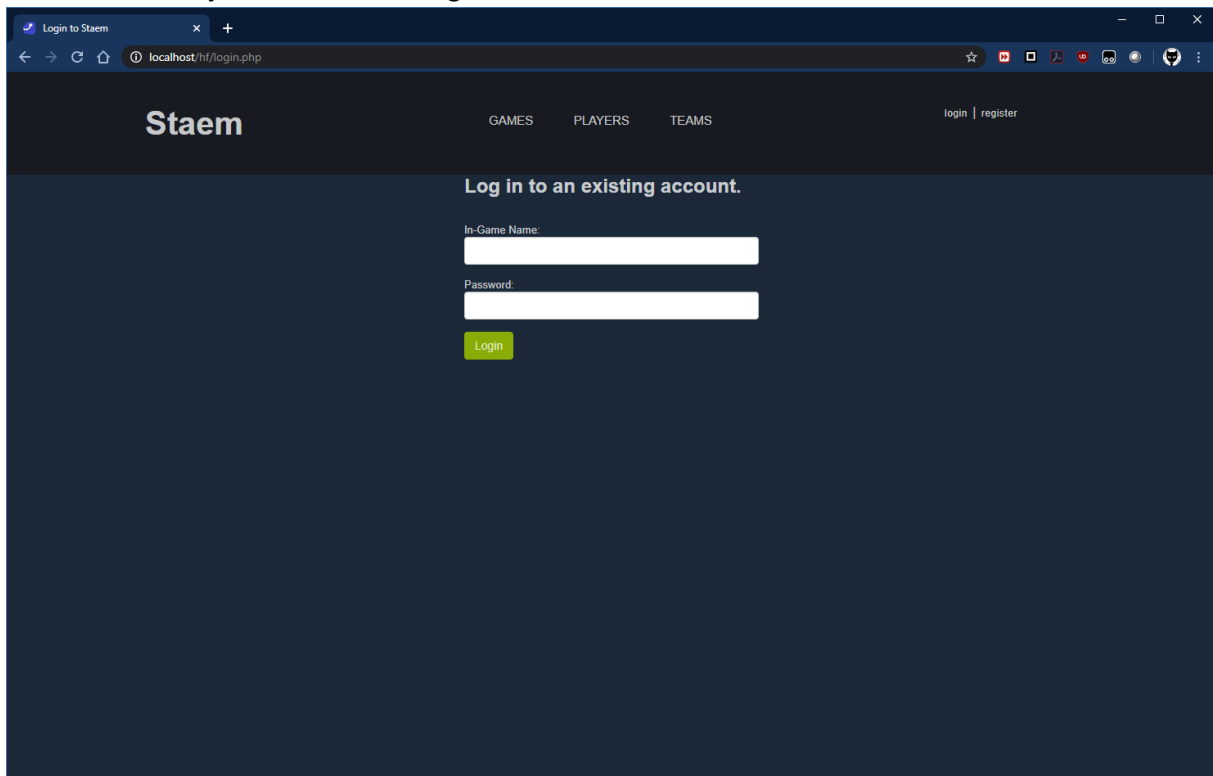 Login to Staem
localhost/hf/login.php
Staem
GAMES PLAYERS TEAMS
login | register
Log in to an existing account.
In-Game Name:
Password:
Login